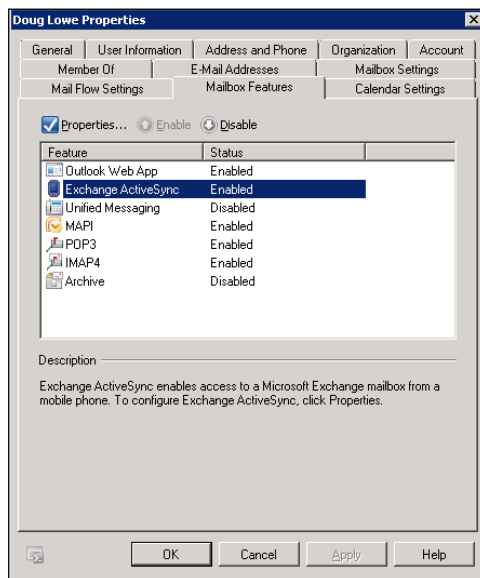 Doug Lowe Properties
General User Information Address and Phone Organization Account
Member Of E-Mail Addresses Mailbox Settings
Mail Flow Settings Mailbox Features Calendar Settings
Properties... Enable Disable
Feature Status
Outlook Web App Enabled
Exchange ActiveSync Enabled
Unified Messaging Disabled
MAPI Enabled
POP3 Enabled
IMAP4 Enabled
Archive Disabled
Description
Exchange ActiveSync enables access to a Microsoft Exchange mailbox from a
mobile phone. To configure Exchange ActiveSync, click Properties.
OK Cancel Apply Help